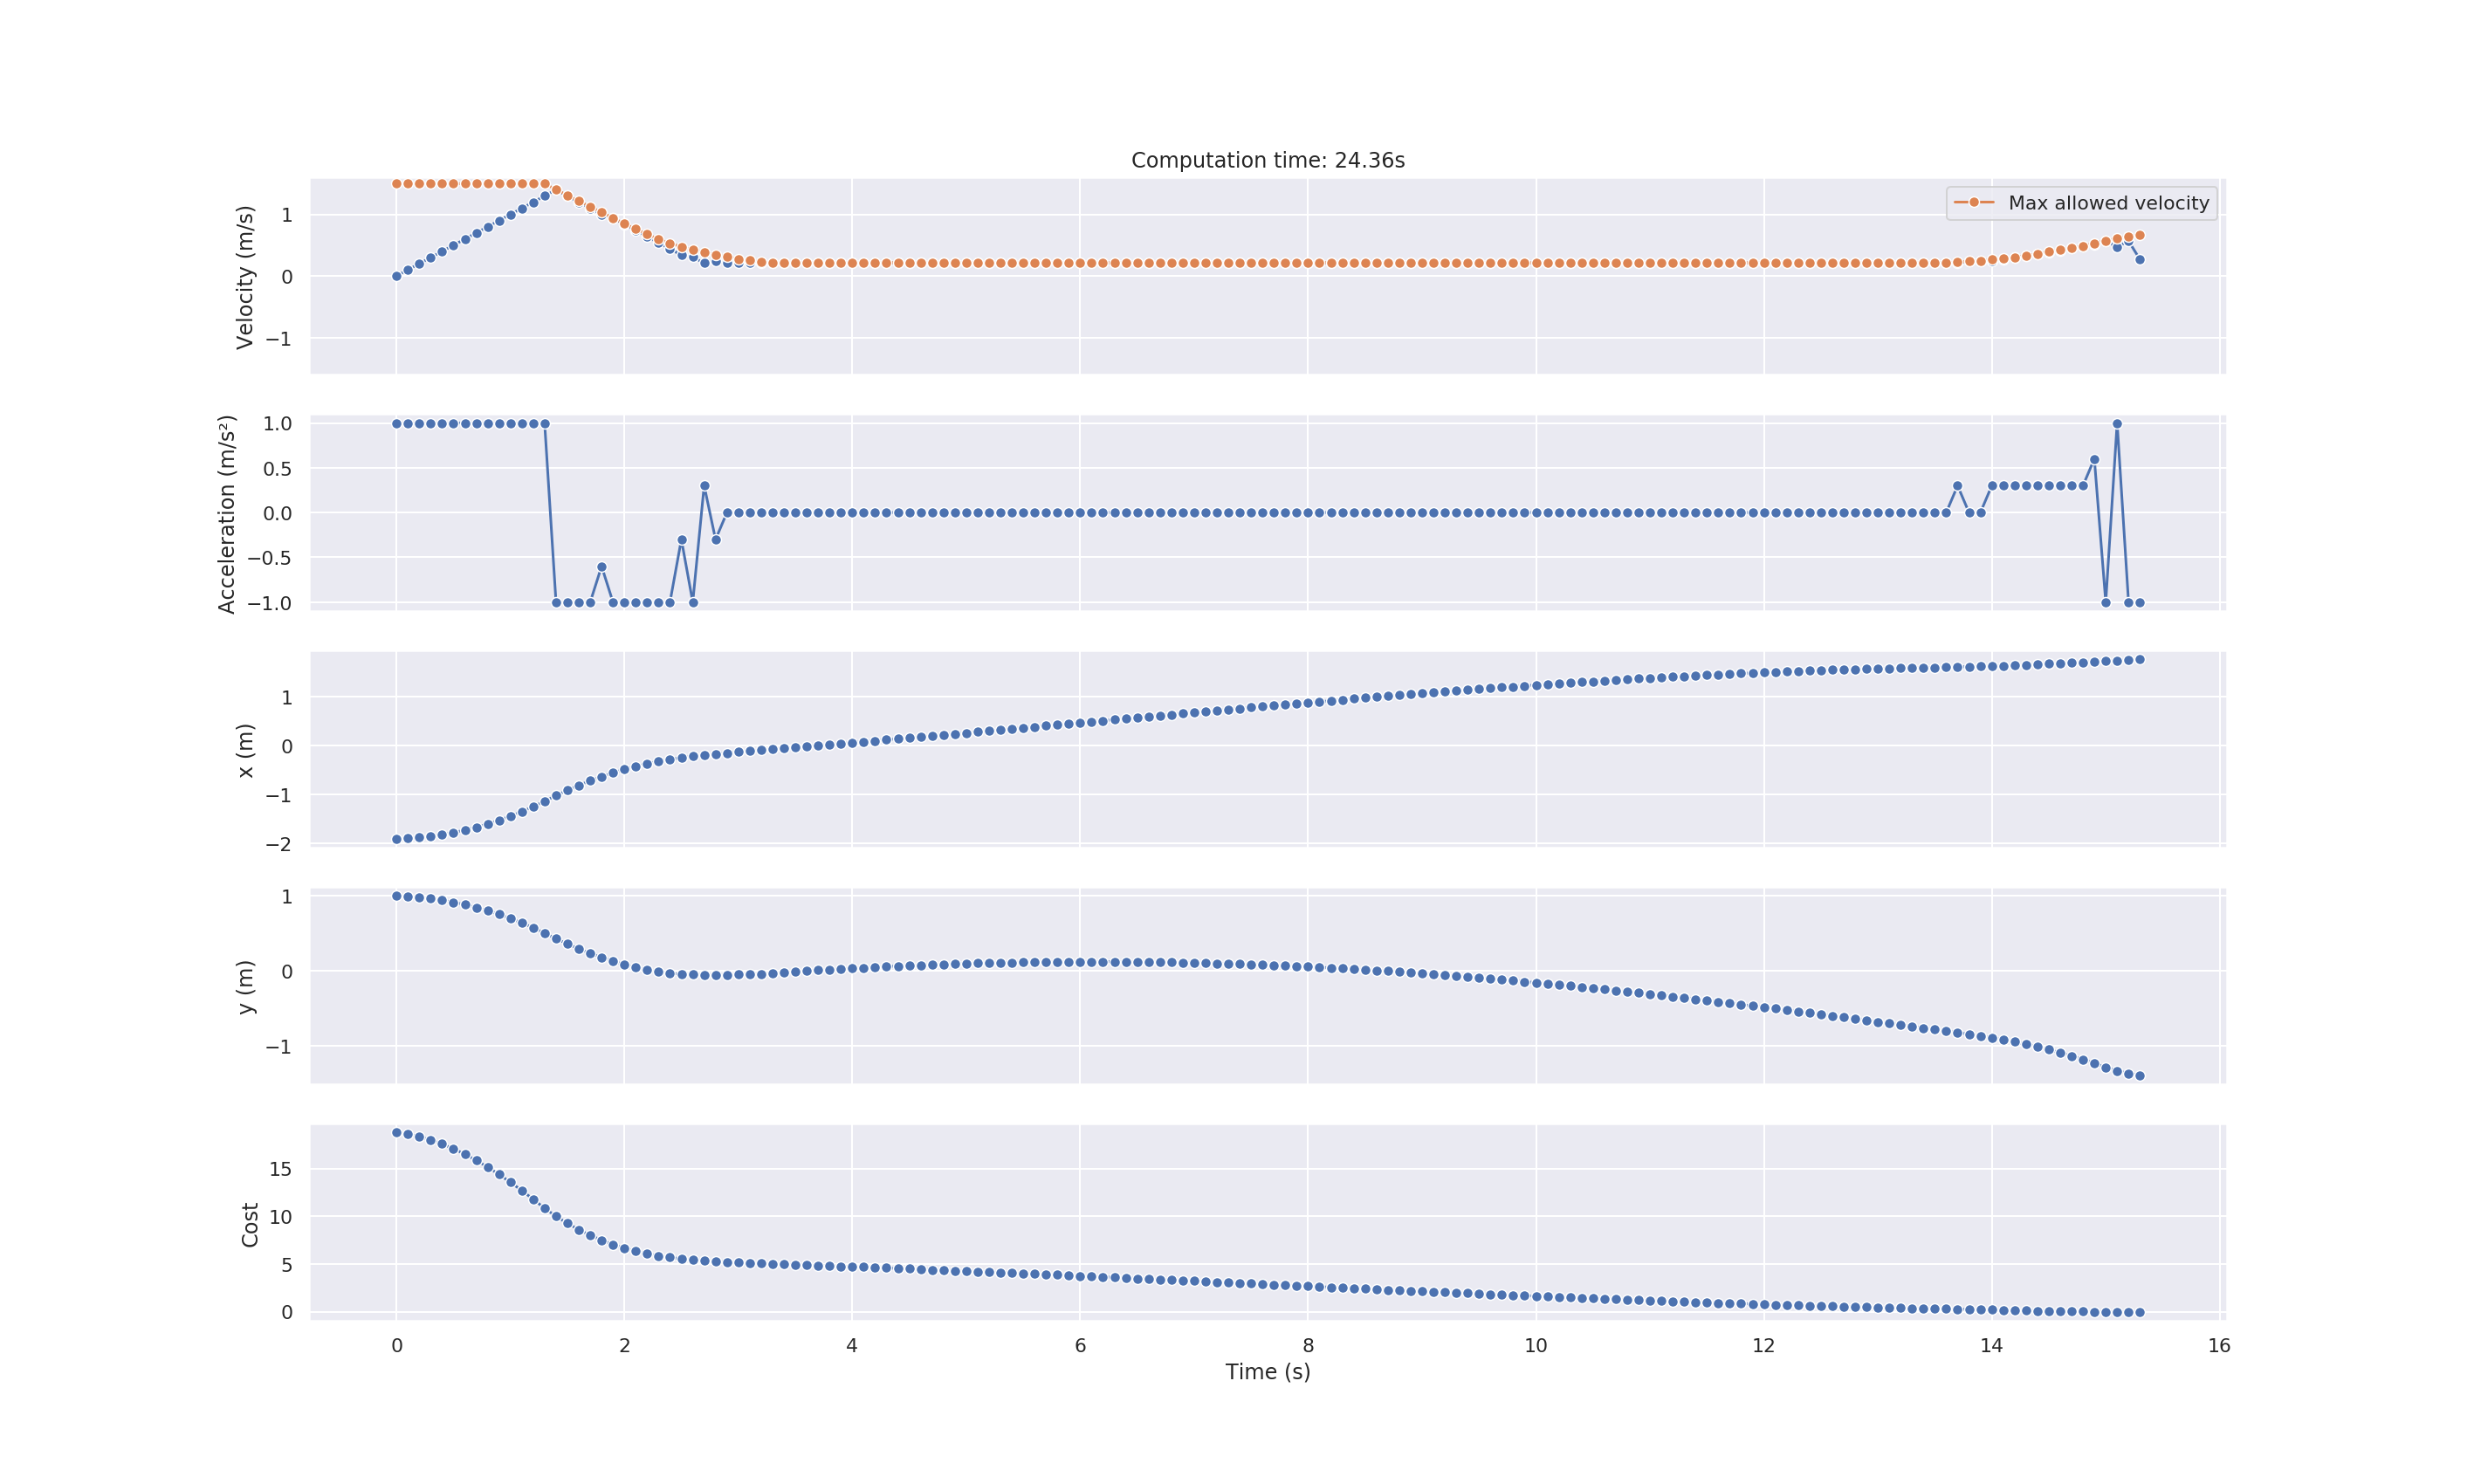 Computation time: 24.36s
Velocity (m/s)
1
0
−1
Max allowed velocity
Acceleration (m/s²)
1.0
0.5
0.0
−0.5
−1.0
x (m)
1
0
−1
−2
y (m)
1
0
−1
Cost
15
10
5
0
0 2 4 6 8 10 12 14 16
Time (s)